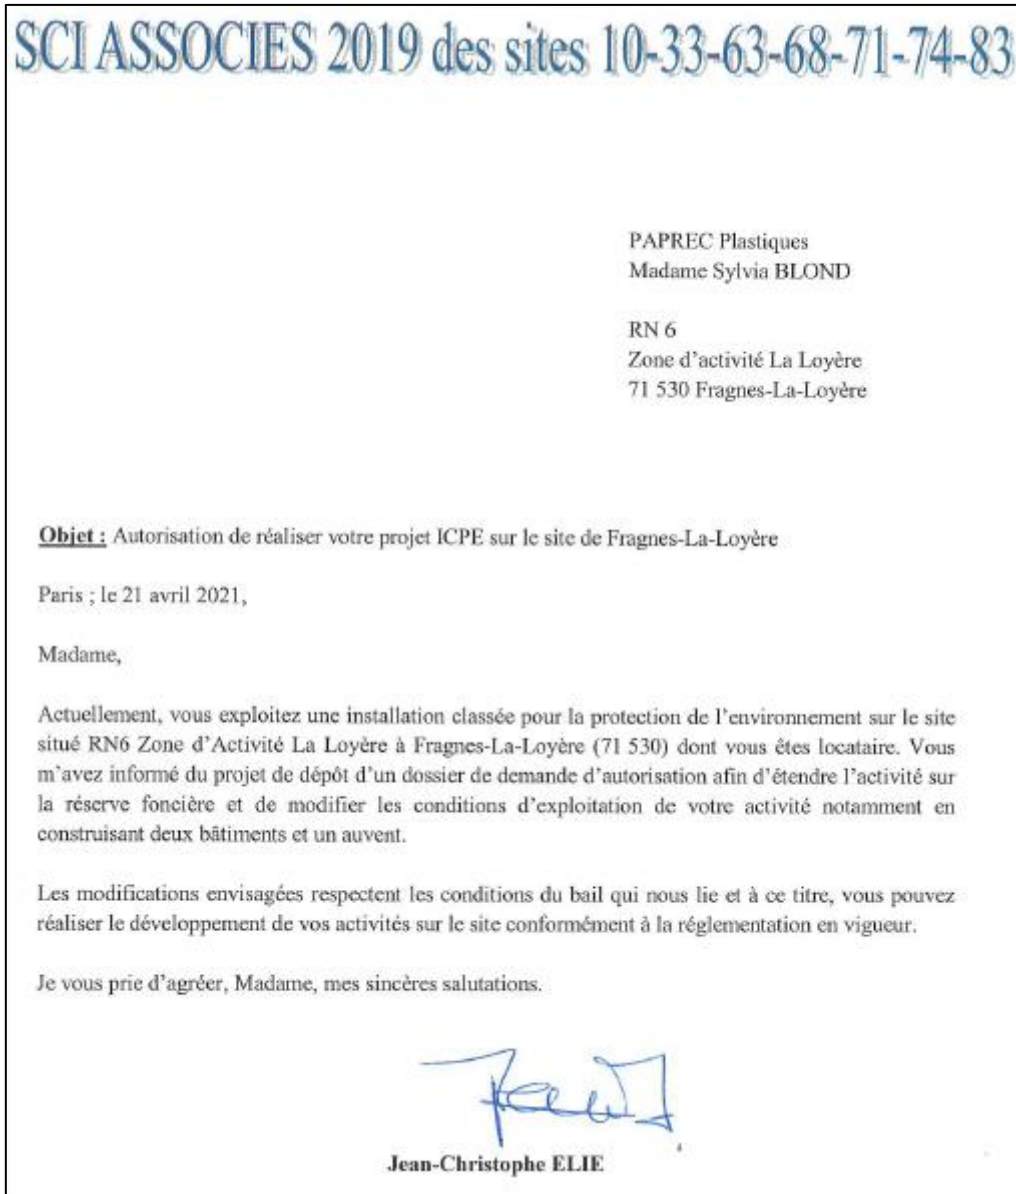 SCI ASSOCIES 2019 des sites 10-33-63-68-71-74-83
PAPREC Plastiques
Madame Sylvia BLOND
RN 6
Zone d'activité La Loyère
71 530 Fragnes-La-Loyère
Objet : Autorisation de réaliser votre projet ICPE sur le site de Fragnes-La-Loyère
Paris ; le 21 avril 2021,
Madame,
Actuellement, vous exploitez une installation classée pour la protection de l'environnement sur le site
situé RN6 Zone d'Activité La Loyère à Fragnes-La-Loyère (71 530) dont vous êtes locataire. Vous
m'avez informé du projet de dépôt d'un dossier de demande d'autorisation afin d'étendre l'activité sur
la réserve foncière et de modifier les conditions d'exploitation de votre activité notamment en
construisant deux bâtiments et un auvent.
Les modifications envisagées respectent les conditions du bail qui nous lie et à ce titre, vous pouvez
réaliser le développement de vos activités sur le site conformément à la réglementation en vigueur.
Je vous prie d'agréer, Madame, mes sincères salutations.
Jean-Christophe ELIE